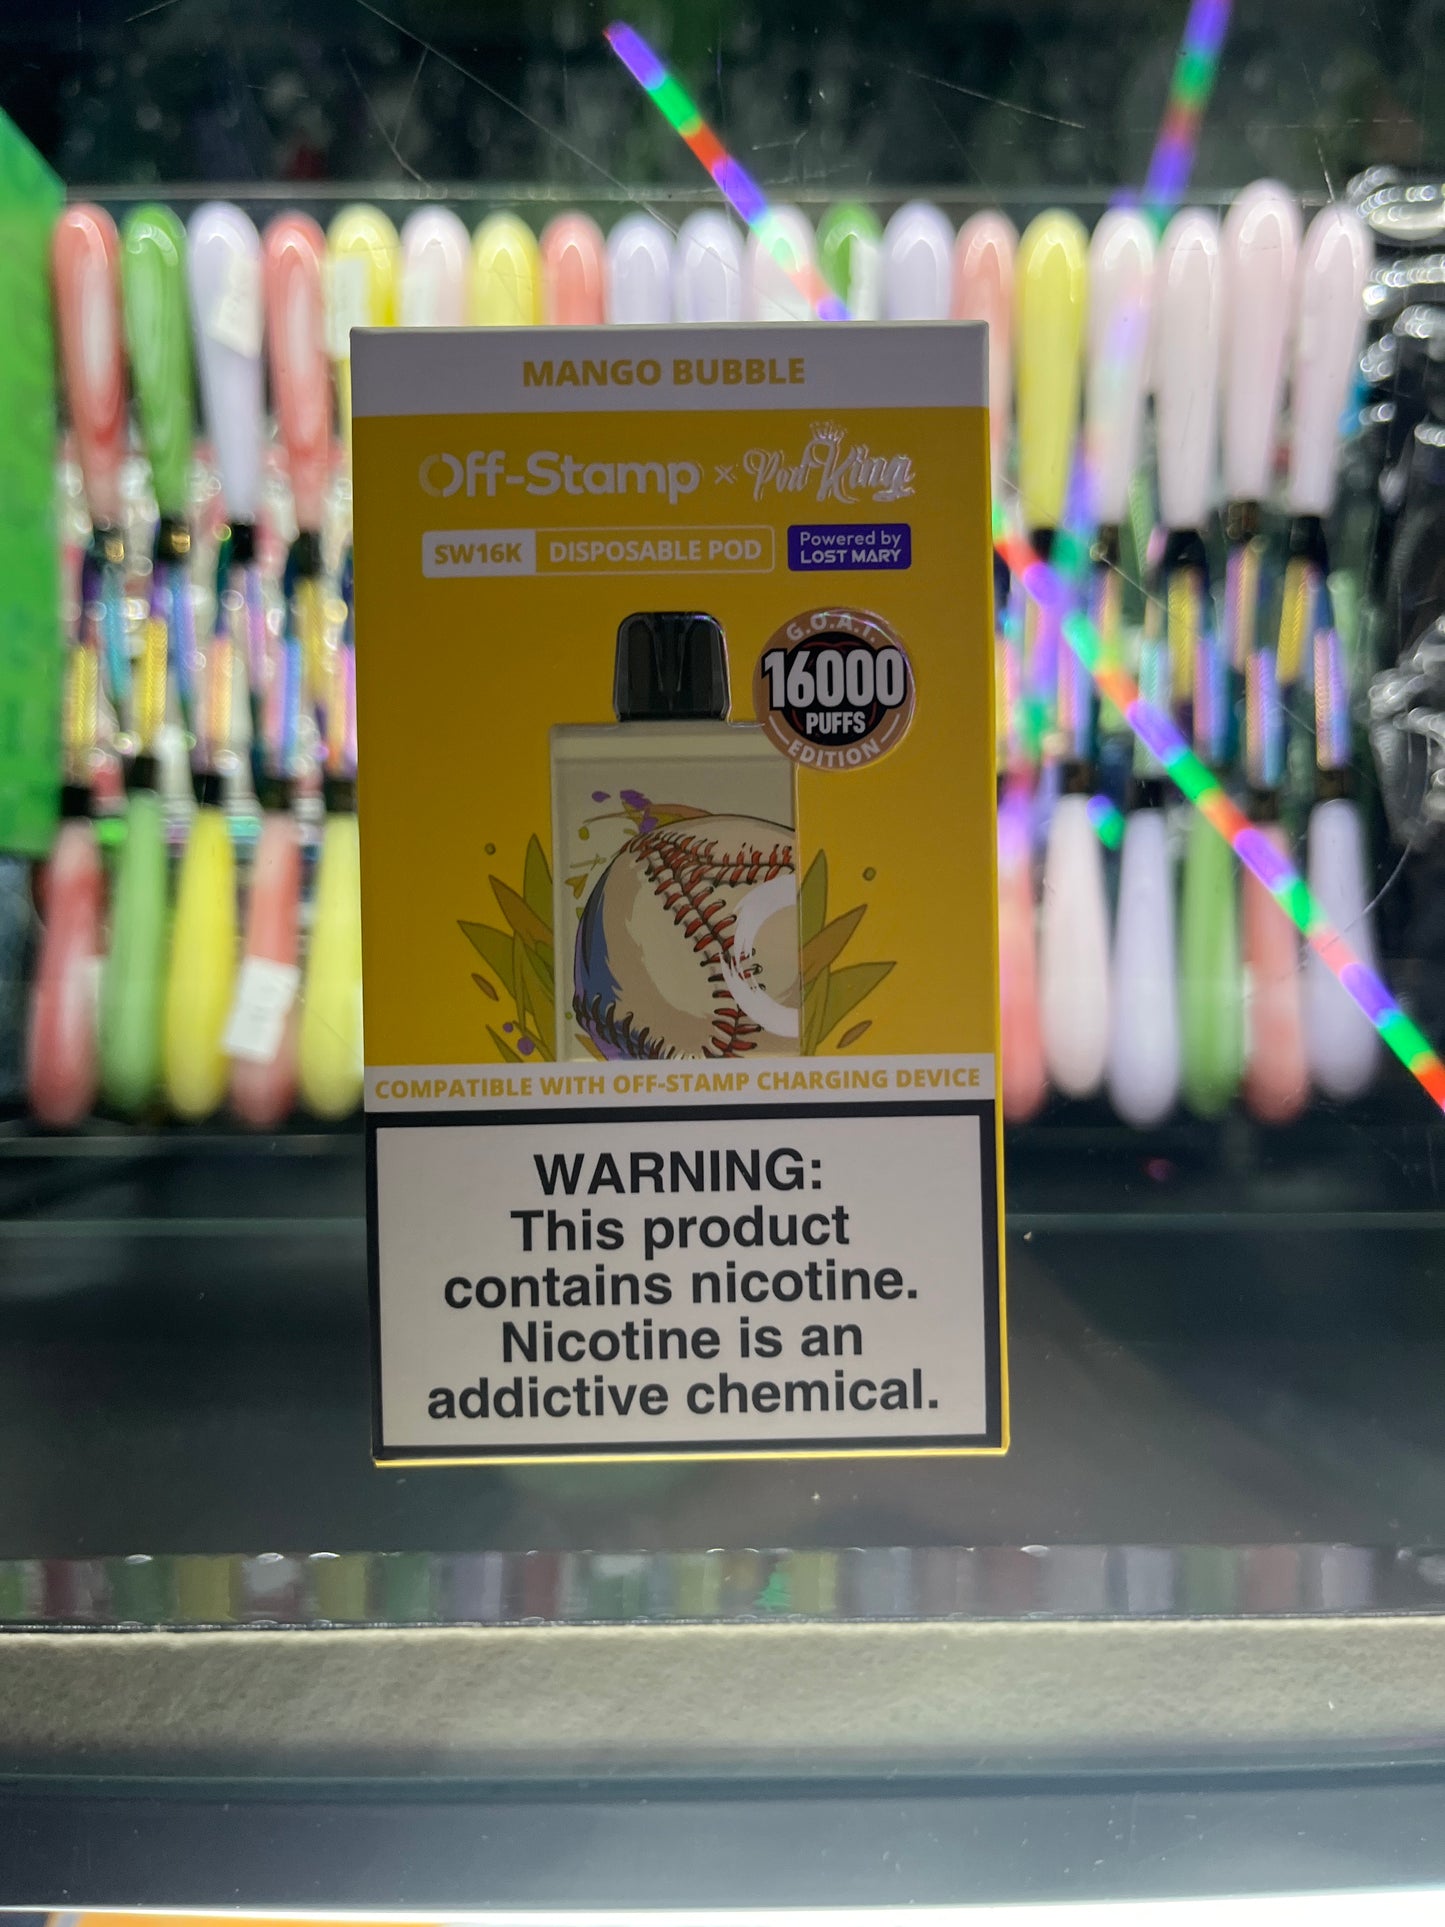 MANGO BUBBLE
Off-Stamp × Pod King
SW16K DISPOSABLE POD
Powered by
LOST MARY
G.O.A.T.
16000
PUFFS
EDITION
COMPATIBLE WITH OFF-STAMP CHARGING DEVICE
WARNING:
This product
contains nicotine.
Nicotine is an
addictive chemical.